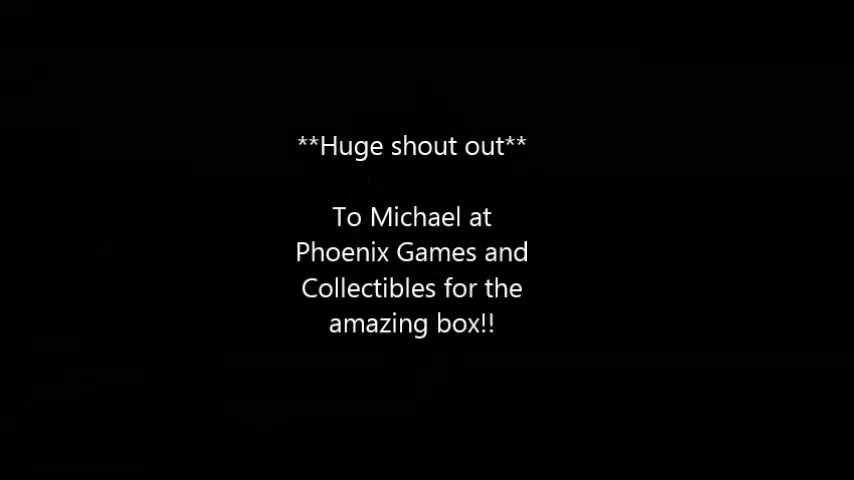 **Huge shout out**
To Michael at
Phoenix Games and
Collectibles for the
amazing box!!